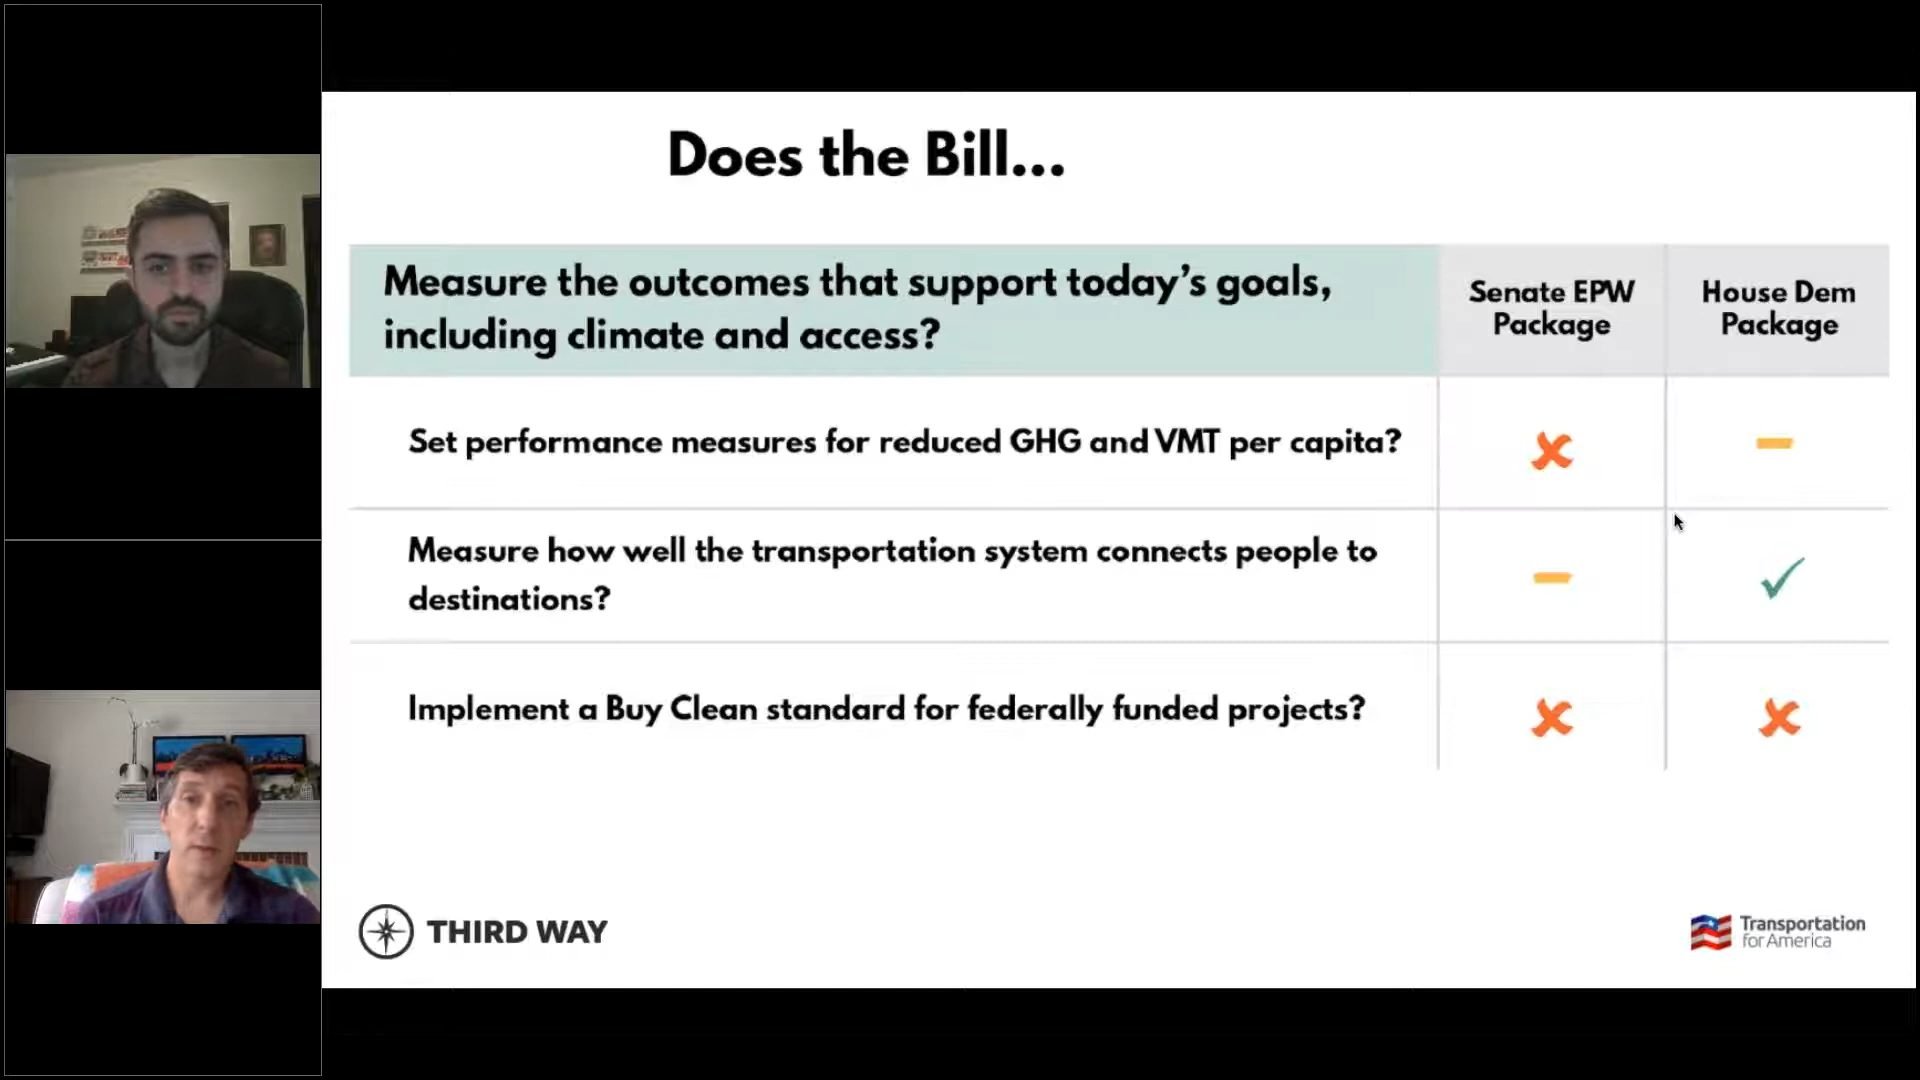 Does the Bill...
Measure the outcomes that support today's goals,
including climate and access?
Senate EPW
Package
House Dem
Package
Set performance measures for reduced GHG and VMT per capita?
Measure how well the transportation system connects people to
destinations?
Implement a Buy Clean standard for federally funded projects?
THIRD WAY
Transportation
for America